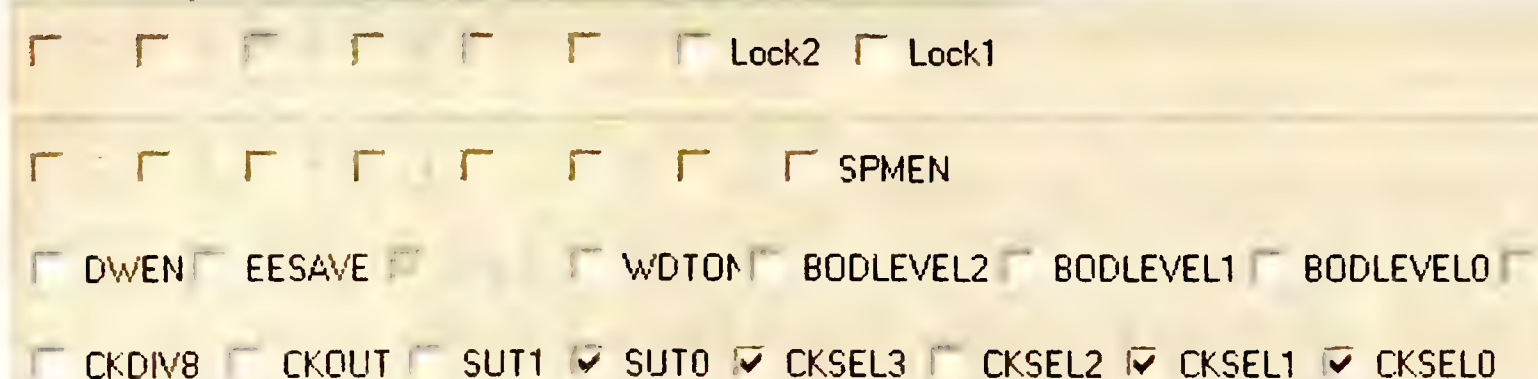 Lock2 Lock1
SPMEN
DWEN EESAVE WDTON BODLEVEL2 BODLEVEL1 BODLEVEL0
CKDIV8 CKOUT SUT1 SUT0 CKSEL3 CKSEL2 CKSEL1 CKSEL0